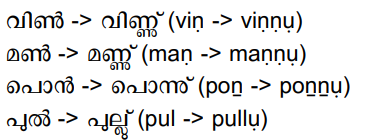 വിൺ -> വിണ്ണ് (viṇ -> viṇṇụ)
മൺ -> മണ്ണ് (maṇ -> maṇṇụ)
പൊൻ -> പൊന്ന് (poṉ -> poṉṉụ)
പുൽ -> പുല്ല് (pul -> pullụ)